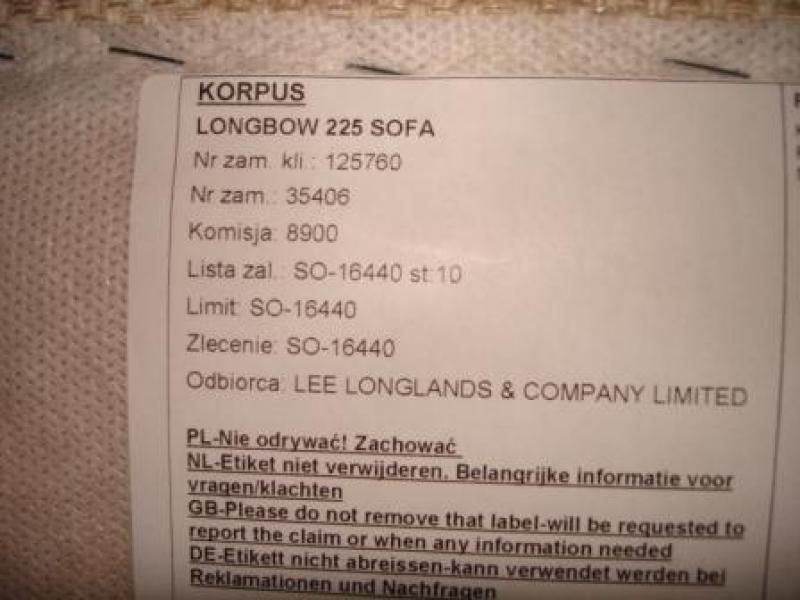 KORPUS
LONGBOW 225 SOFA
Nr zam. kli.: 125760
Nr zam.: 35406
Komisja: 8900
Lista zal.: SO-16440 st:10
Limit: SO-16440
Zlecenie: SO-16440
Odbiorca: LEE LONGLANDS & COMPANY LIMITED
PL-Nie odrywać! Zachować
NL-Etiket niet verwijderen. Belangrijke informatie voor
vragen/klachten
GB-Please do not remove that label-will be requested to
report the claim or when any information needed
DE-Etikett nicht abreissen-kann verwendet werden bei
Reklamationen und Nachfragen